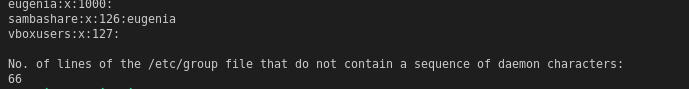 eugenia:x:1000:
sambashare:x:126:eugenia
vboxusers:x:127:

No. of lines of the /etc/group file that do not contain a sequence of daemon characters:
66